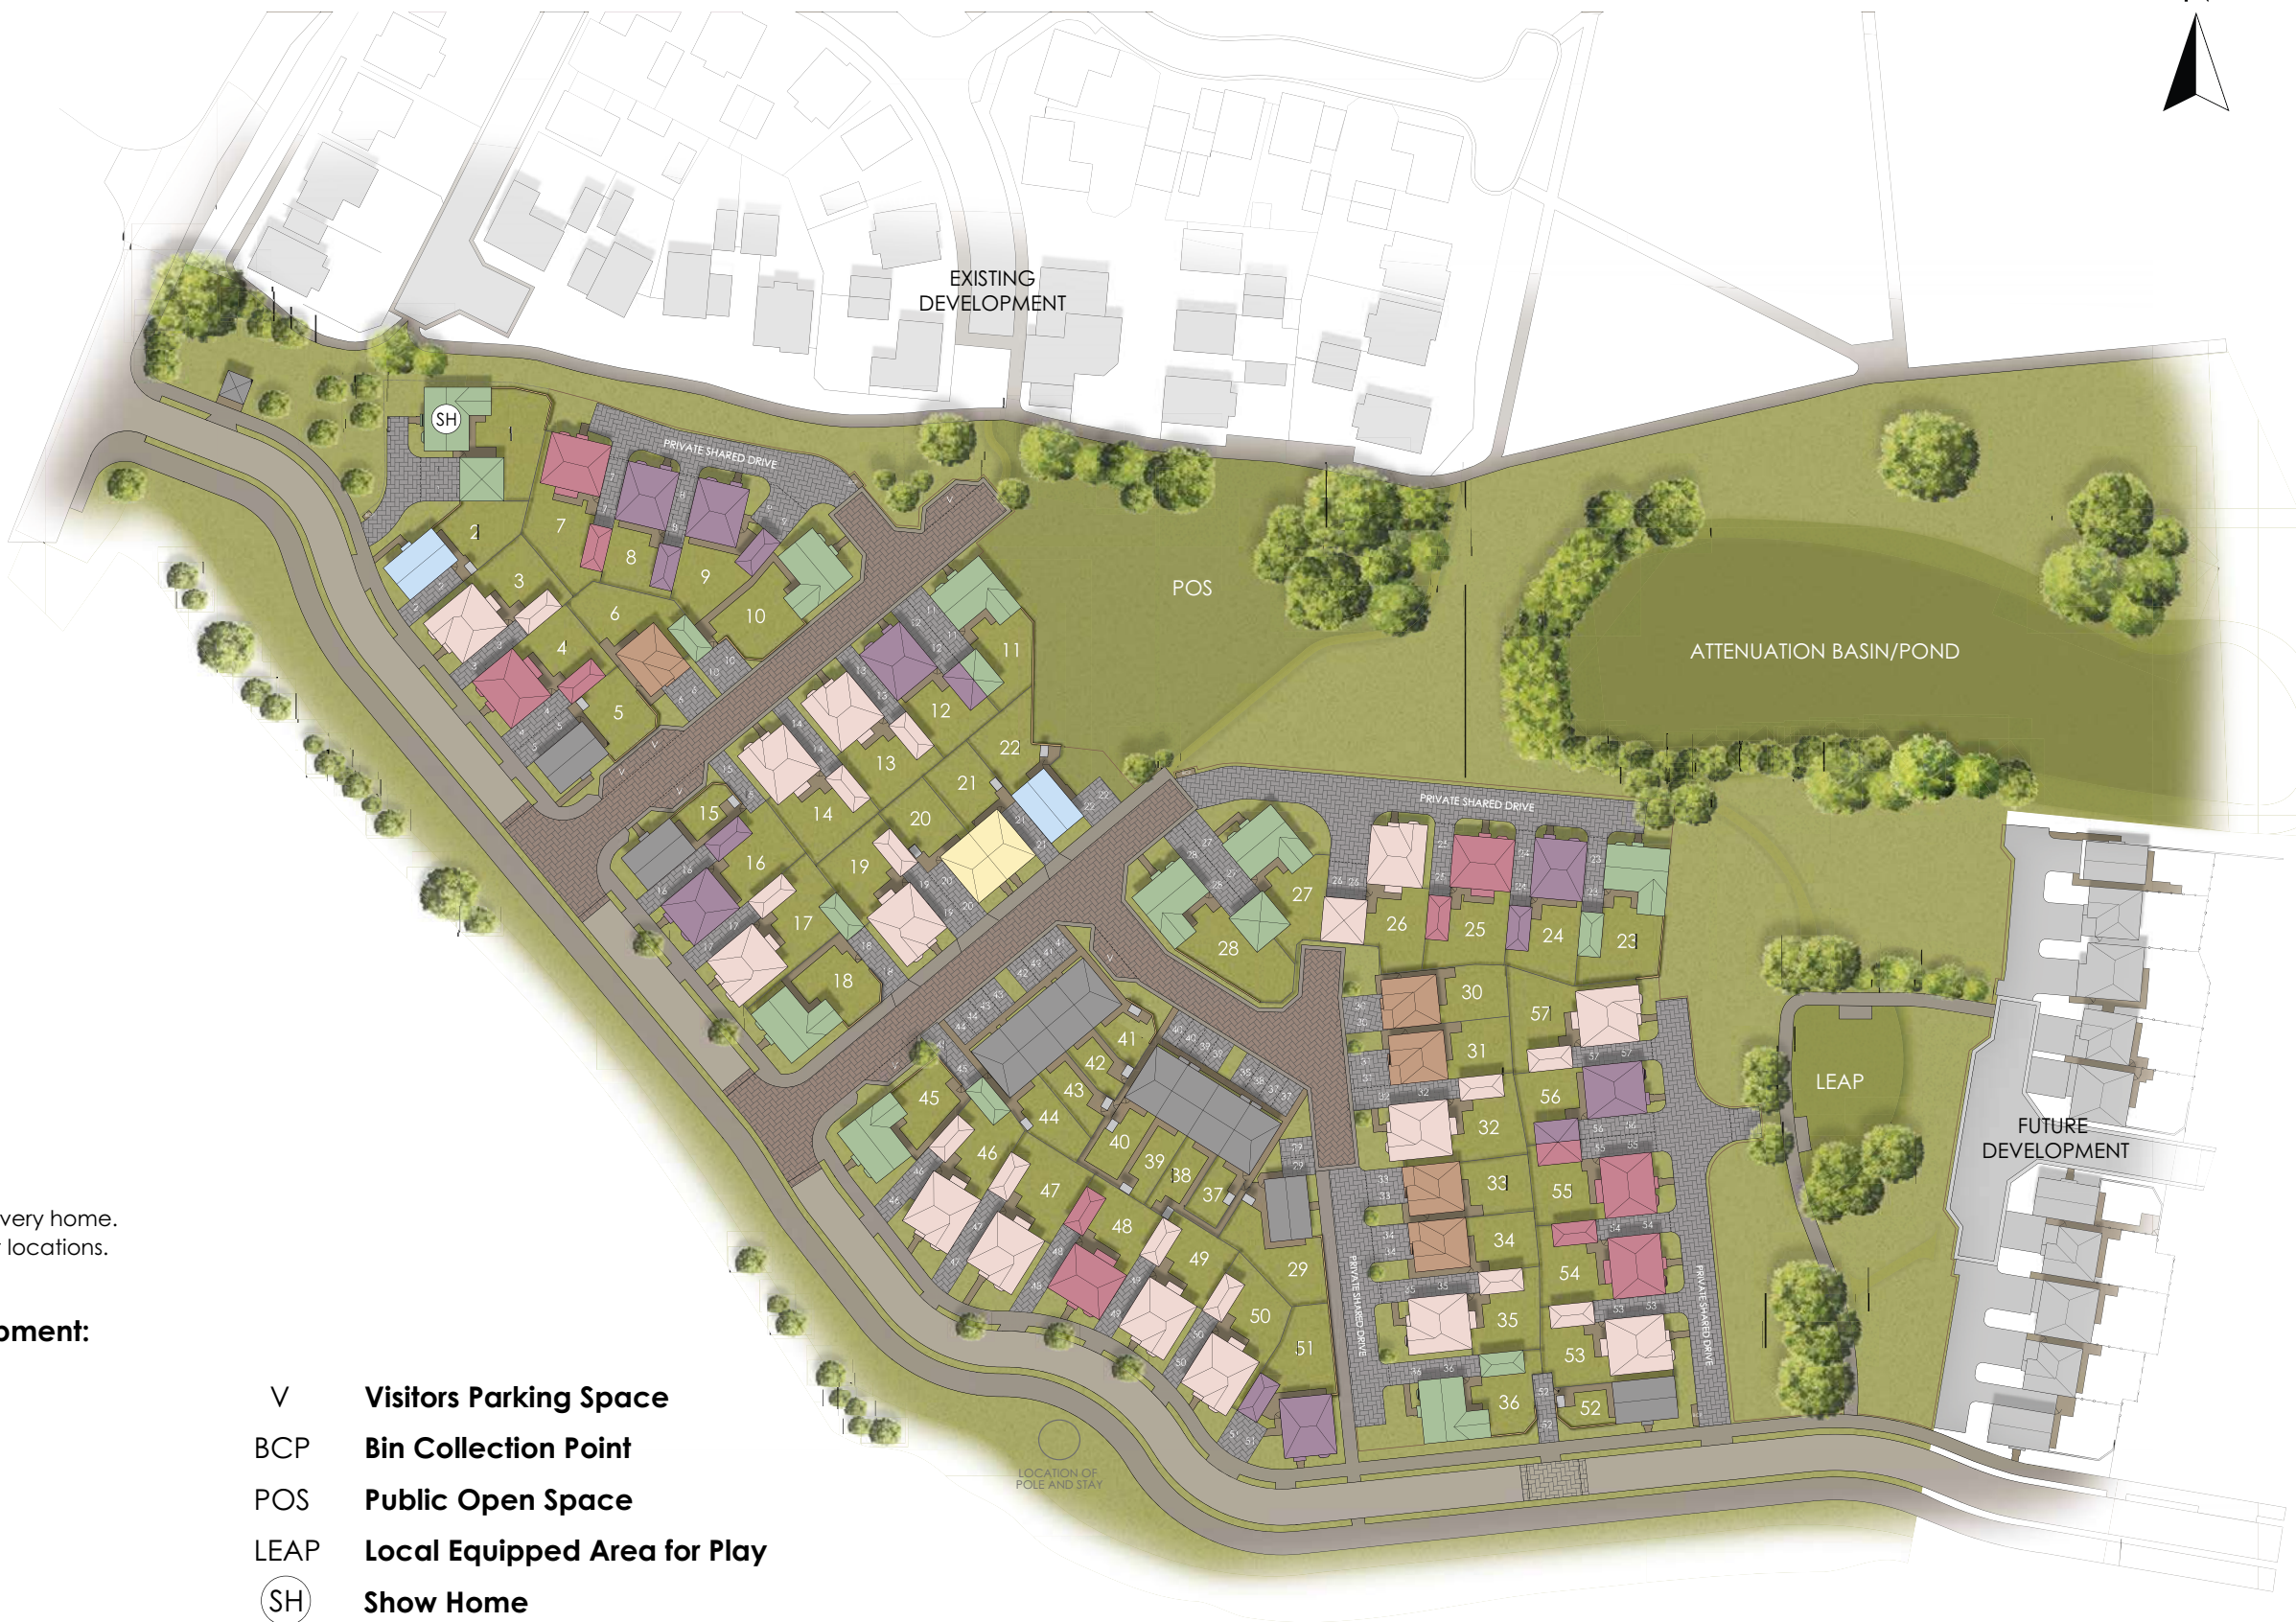 EXISTING
DEVELOPMENT
SH
PRIVATE SHARED DRIVE
V
2
7
8
9
3
6
10
4
5
POS
ATTENUATION BASIN/POND
11
12
22
13
21
V
V
V
15
14
20
16
19
17
18
PRIVATE SHARED DRIVE
27
26
25
24
23
28
V
30
57
31
41
42
43
44
45
V
LEAP
56
32
40
39
38
37
46
47
55
33
FUTURE
DEVELOPMENT
48
49
34
54
29
PRIVATE SHARED DRIVE
PRIVATE SHARED DRIVE
50
35
51
53
36
52
LOCATION OF
POLE AND STAY
very home.
locations.
pment:
V Visitors Parking Space
BCP Bin Collection Point
POS Public Open Space
LEAP Local Equipped Area for Play
SH Show Home